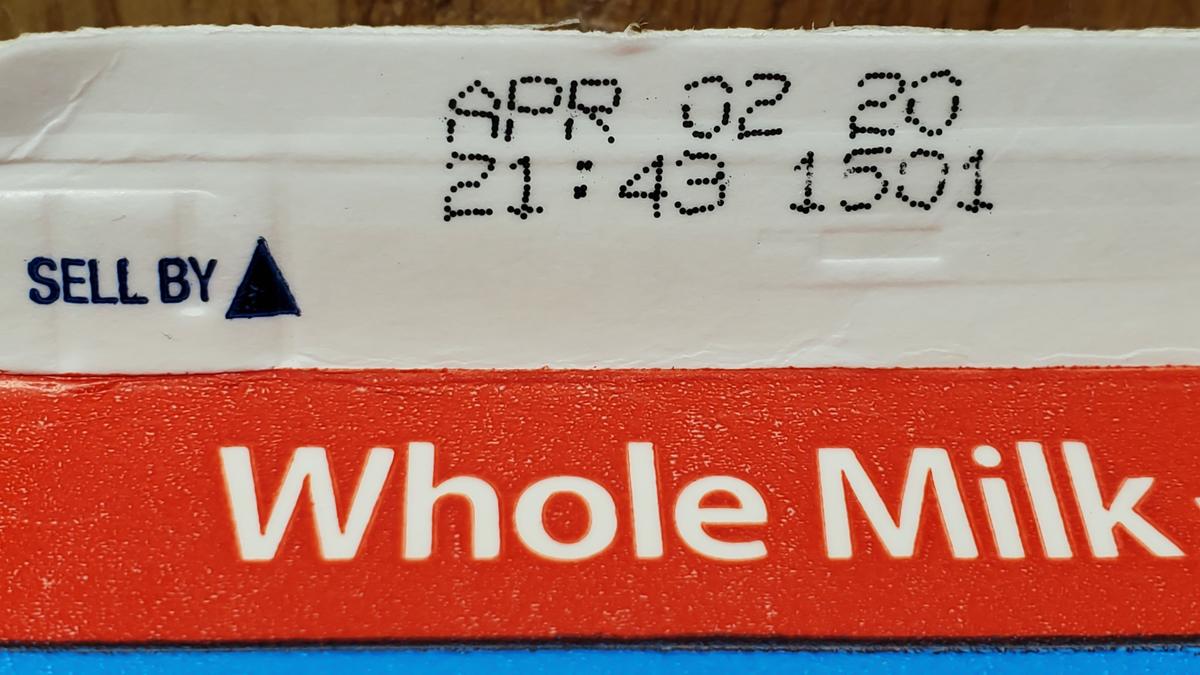 APR 02 20
21:43 1501
SELL BY
Whole Milk